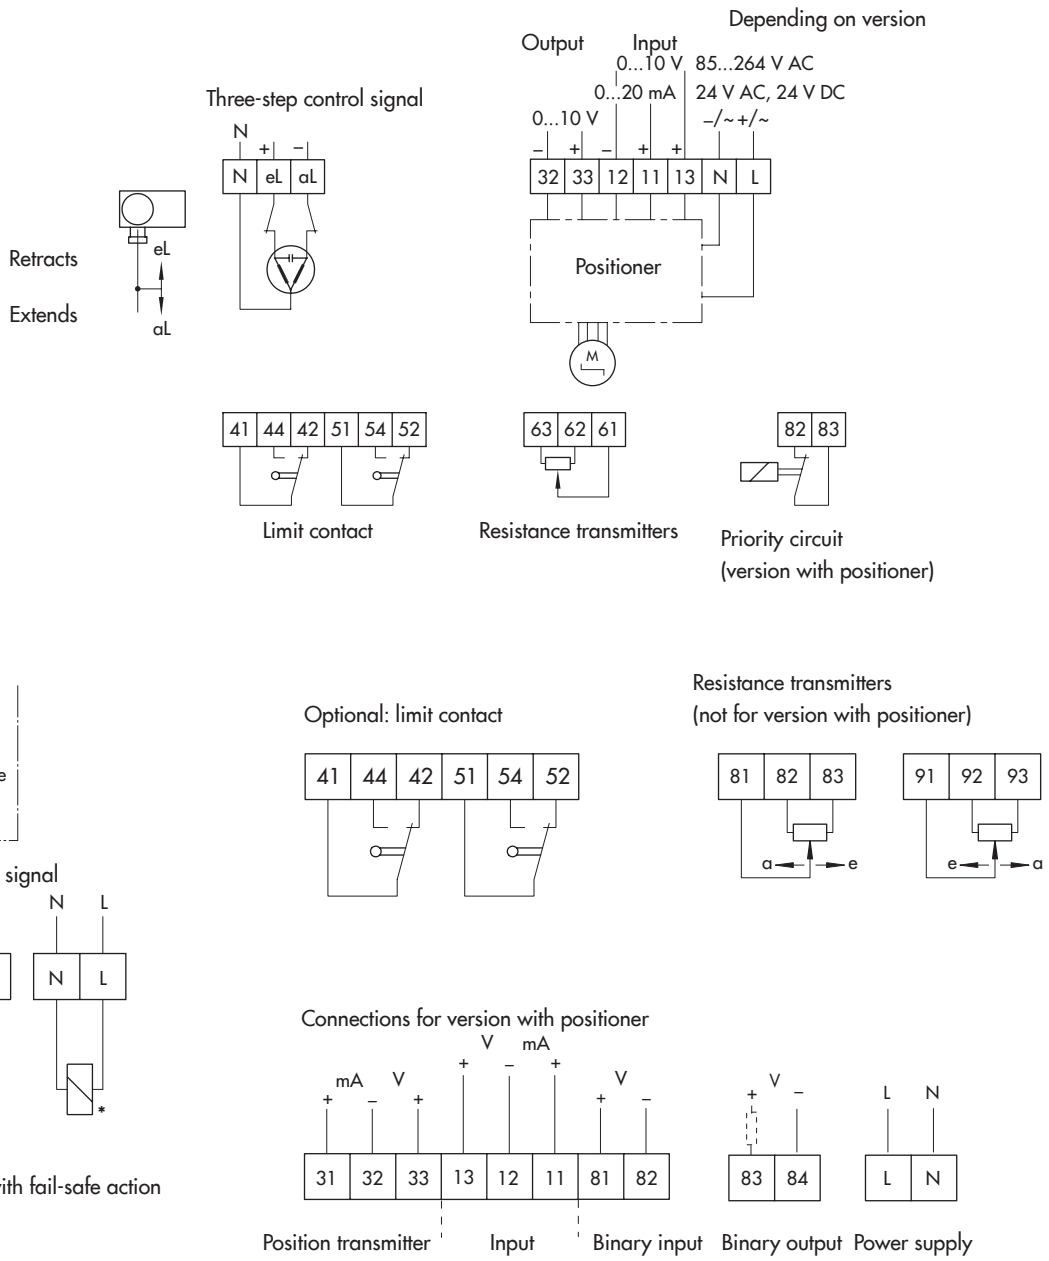 Depending on version
Output Input
0...10 V 85...264 V AC
0...20 mA 24 V AC, 24 V DC
0...10 V –/~ +/~
– + – + +
32 33 12 11 13 N L
Positioner
M
Three-step control signal
N + –
N eL aL
Retracts
eL
Extends
aL
41 44 42 51 54 52
Limit contact
63 62 61
Resistance transmitters
82 83
Priority circuit
(version with positioner)
e
signal
N L
N L
*
with fail-safe action
Optional: limit contact
41 44 42 51 54 52
Resistance transmitters
(not for version with positioner)
81 82 83
a e
91 92 93
e a
Connections for version with positioner
mA V V mA V
+ – + + – + + –
31 32 33 13 12 11 81 82
Position transmitter Input Binary input
V
+ –
83 84
Binary output
L N
L N
Power supply